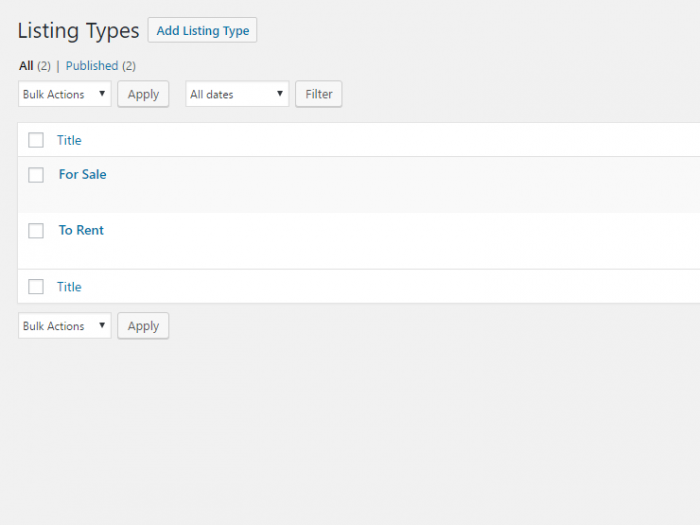 Listing Types Add Listing Type
All (2) | Published (2)
Bulk Actions Apply All dates Filter
Title
For Sale
To Rent
Title
Bulk Actions Apply